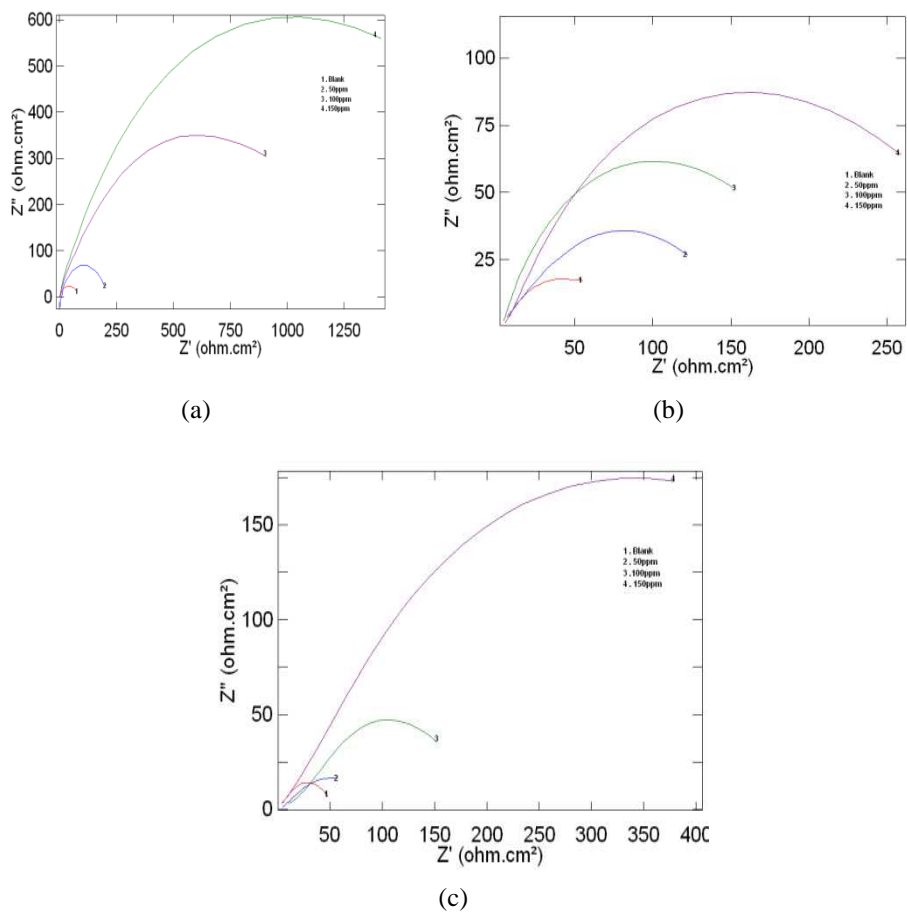 600
500
400
300
200
100
0
Z" (ohm.cm²)
1.Blank
2.50ppm
3.100ppm
4.150ppm
4
3
2
1
0 250 500 750 1000 1250
Z' (ohm.cm²)
(a)
100
75
50
25
Z" (ohm.cm²)
1.Blank
2.50ppm
3.100ppm
4.150ppm
4
3
2
1
50 100 150 200 250
Z' (ohm.cm²)
(b)
150
100
50
0
Z" (ohm.cm²)
1.Blank
2.50ppm
3.100ppm
4.150ppm
4
3
2
1
50 100 150 200 250 300 350 400
Z' (ohm.cm²)
(c)